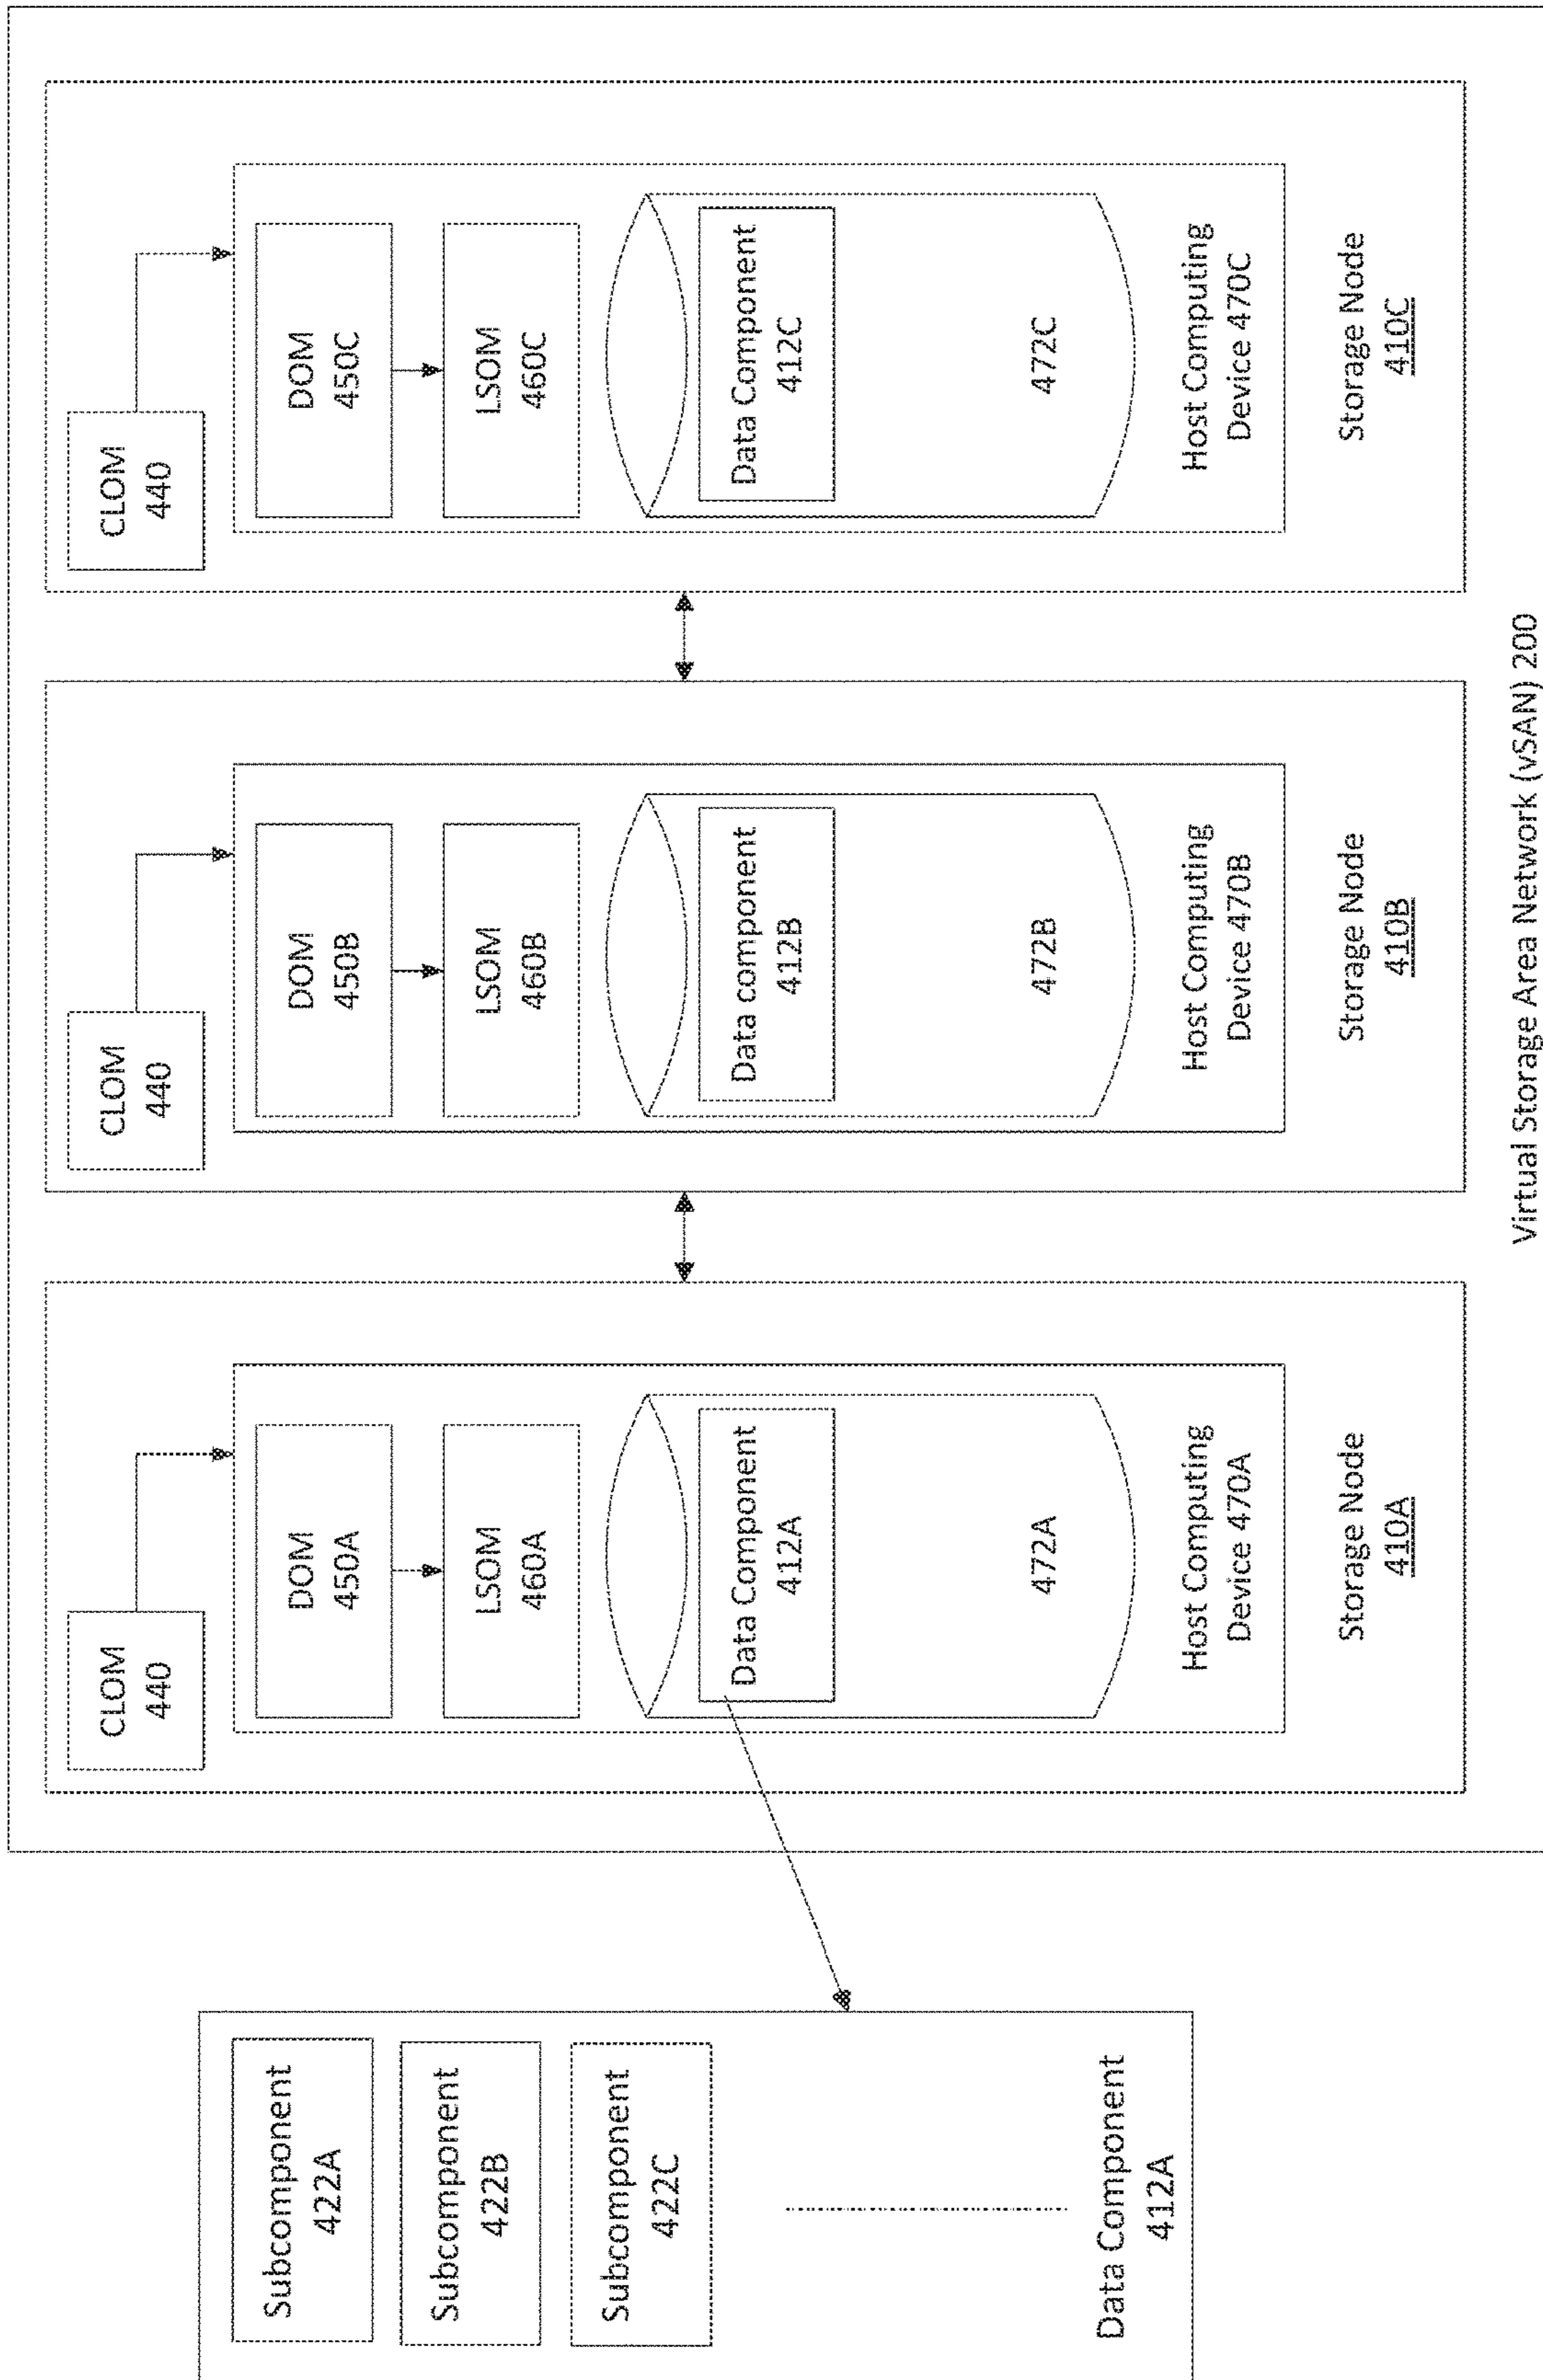 Subcomponent
422A
Subcomponent
422B
Subcomponent
422C
Data Component
412A
CLOM
440
DOM
450A
LSOM
460A
Data Component
412A
472A
Host Computing
Device 470A
Storage Node
410A
CLOM
440
DOM
450B
LSOM
460B
Data component
412B
472B
Host Computing
Device 470B
Storage Node
410B
CLOM
440
DOM
450C
LSOM
460C
Data Component
412C
472C
Host Computing
Device 470C
Storage Node
410C
Virtual Storage Area Network (vSAN) 200